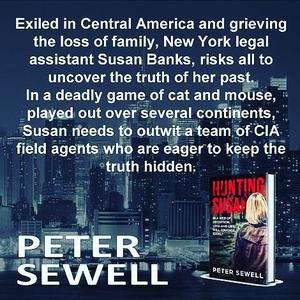 Exiled in Central America and grieving
the loss of family, New York legal
assistant Susan Banks, risks all to
uncover the truth of her past.
In a deadly game of cat and mouse,
played out over several continents,
Susan needs to outwit a team of CIA
field agents who are eager to keep the
truth hidden.
HUNTING
SUSAN
PETER SEWELL
PETER
SEWELL